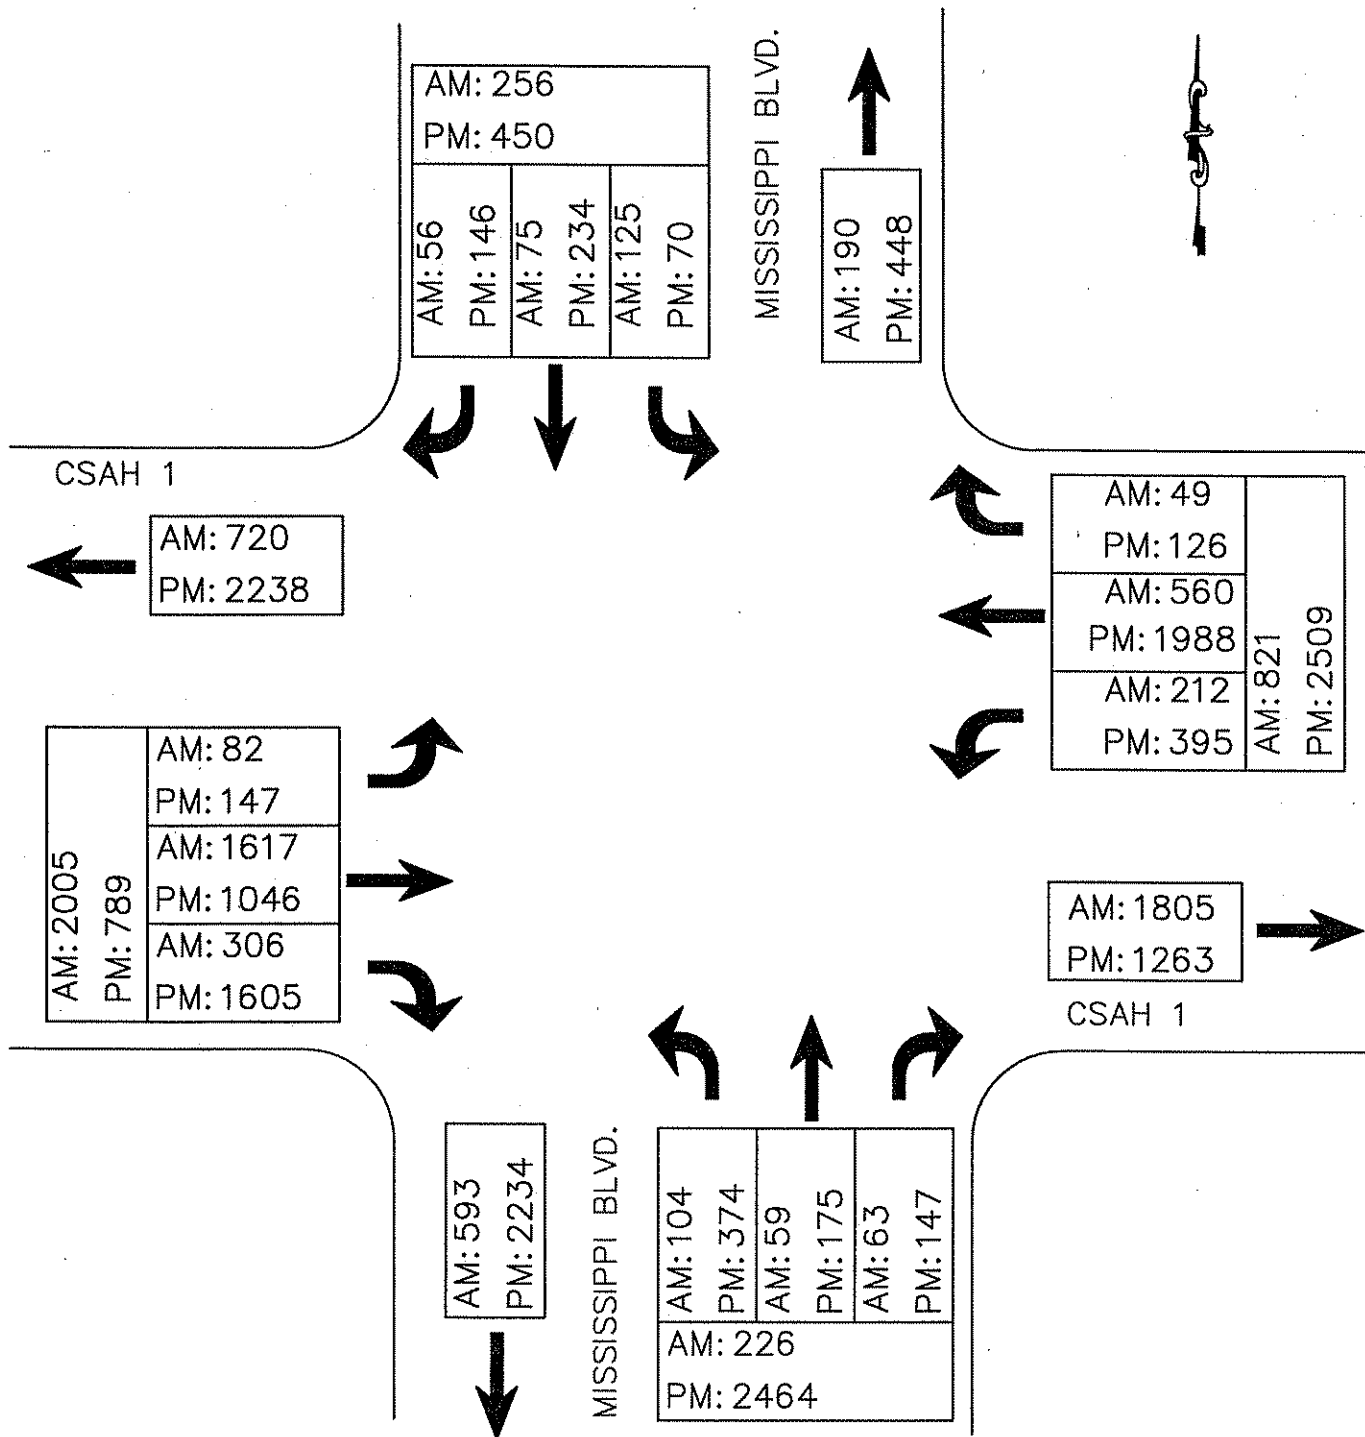 AM: 256
PM: 450
AM: 56
PM: 146
AM: 75
PM: 234
AM: 125
PM: 70
MISSISSIPPI BLVD.
AM: 190
PM: 448
CSAH 1
AM: 720
PM: 2238
AM: 49
PM: 126
AM: 560
PM: 1988
AM: 212
PM: 395
AM: 821
PM: 2509
AM: 2005
PM: 789
AM: 82
PM: 147
AM: 1617
PM: 1046
AM: 306
PM: 1605
AM: 1805
PM: 1263
CSAH 1
AM: 593
PM: 2234
MISSISSIPPI BLVD.
AM: 104
PM: 374
AM: 59
PM: 175
AM: 63
PM: 147
AM: 226
PM: 2464